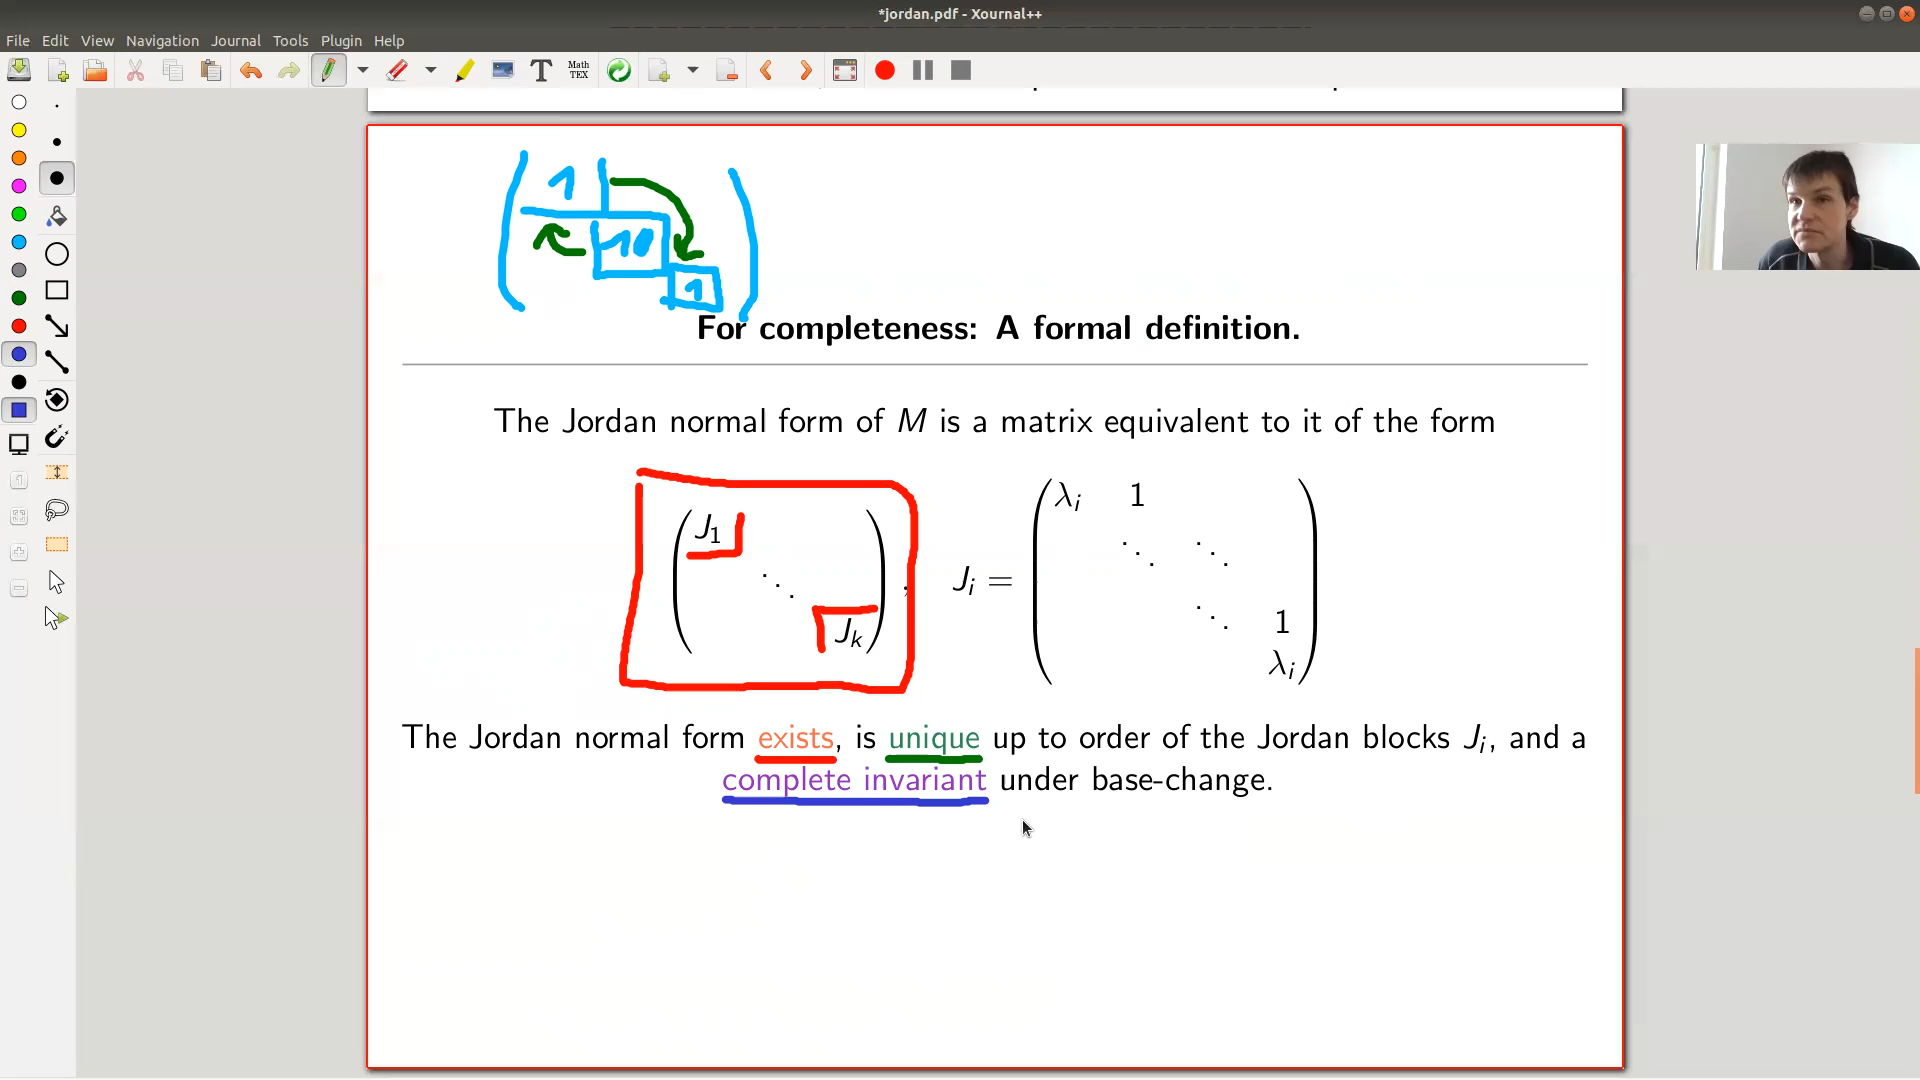 *jordan.pdf - Xournal++
File Edit View Navigation Journal Tools Plugin Help
Math
TEX
1
10
1
For completeness: A formal definition.
The Jordan normal form of M is a matrix equivalent to it of the form
J₁ ⋱ Jₖ , Jᵢ = λᵢ 1 ⋱ ⋱ ⋱ 1 λᵢ
The Jordan normal form exists, is unique up to order of the Jordan blocks Jᵢ, and a
complete invariant under base-change.